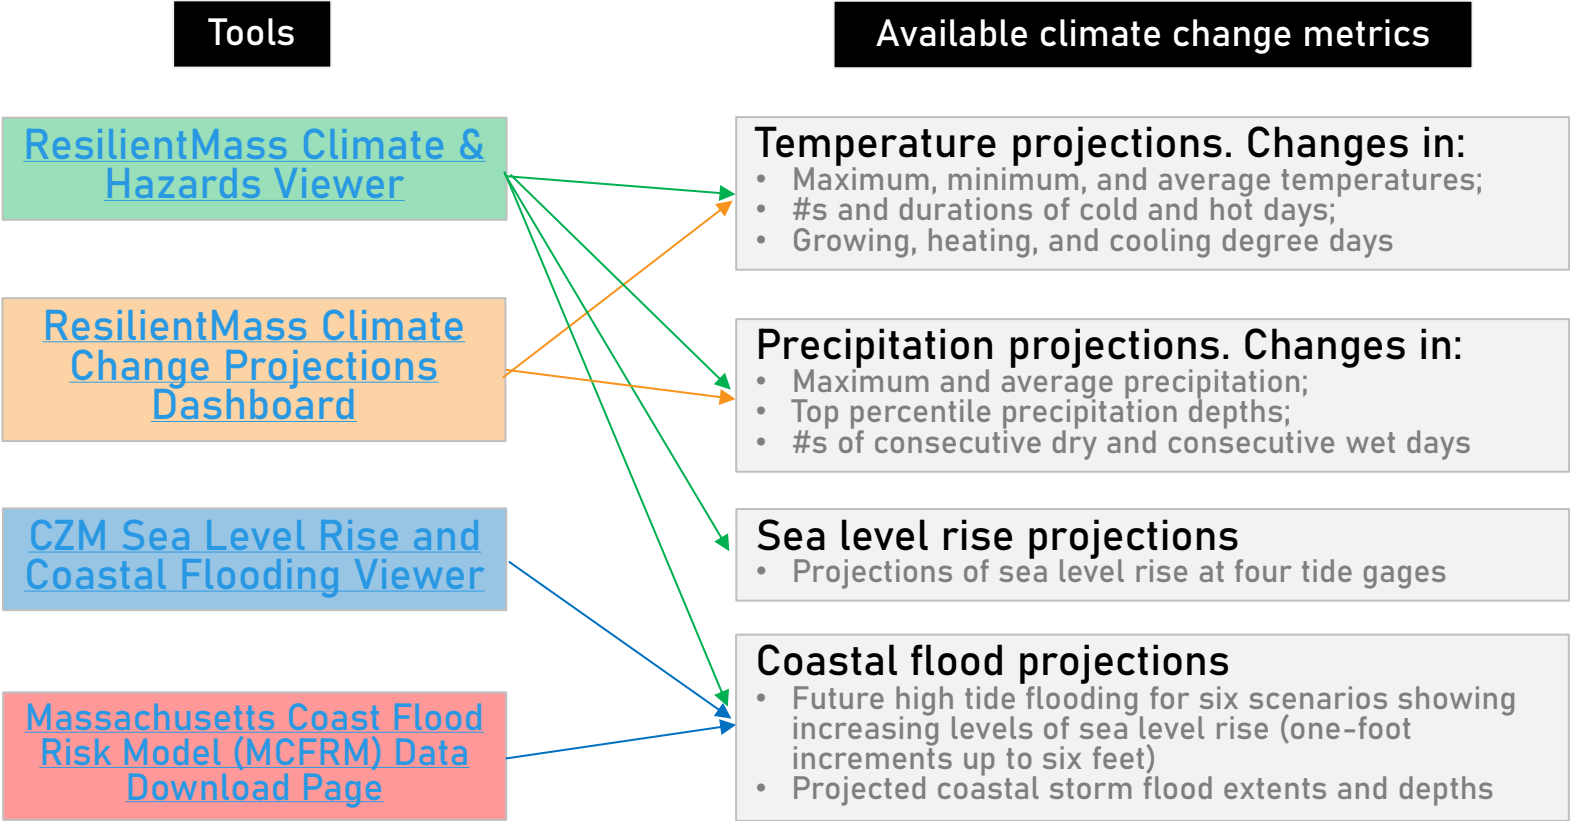 Tools
Available climate change metrics
ResilientMass Climate &
Hazards Viewer
Temperature projections. Changes in:
• Maximum, minimum, and average temperatures;
• #s and durations of cold and hot days;
• Growing, heating, and cooling degree days
ResilientMass Climate
Change Projections
Dashboard
Precipitation projections. Changes in:
• Maximum and average precipitation;
• Top percentile precipitation depths;
• #s of consecutive dry and consecutive wet days
CZM Sea Level Rise and
Coastal Flooding Viewer
Sea level rise projections
• Projections of sea level rise at four tide gages
Massachusetts Coast Flood
Risk Model (MCFRM) Data
Download Page
Coastal flood projections
• Future high tide flooding for six scenarios showing
increasing levels of sea level rise (one-foot
increments up to six feet)
• Projected coastal storm flood extents and depths